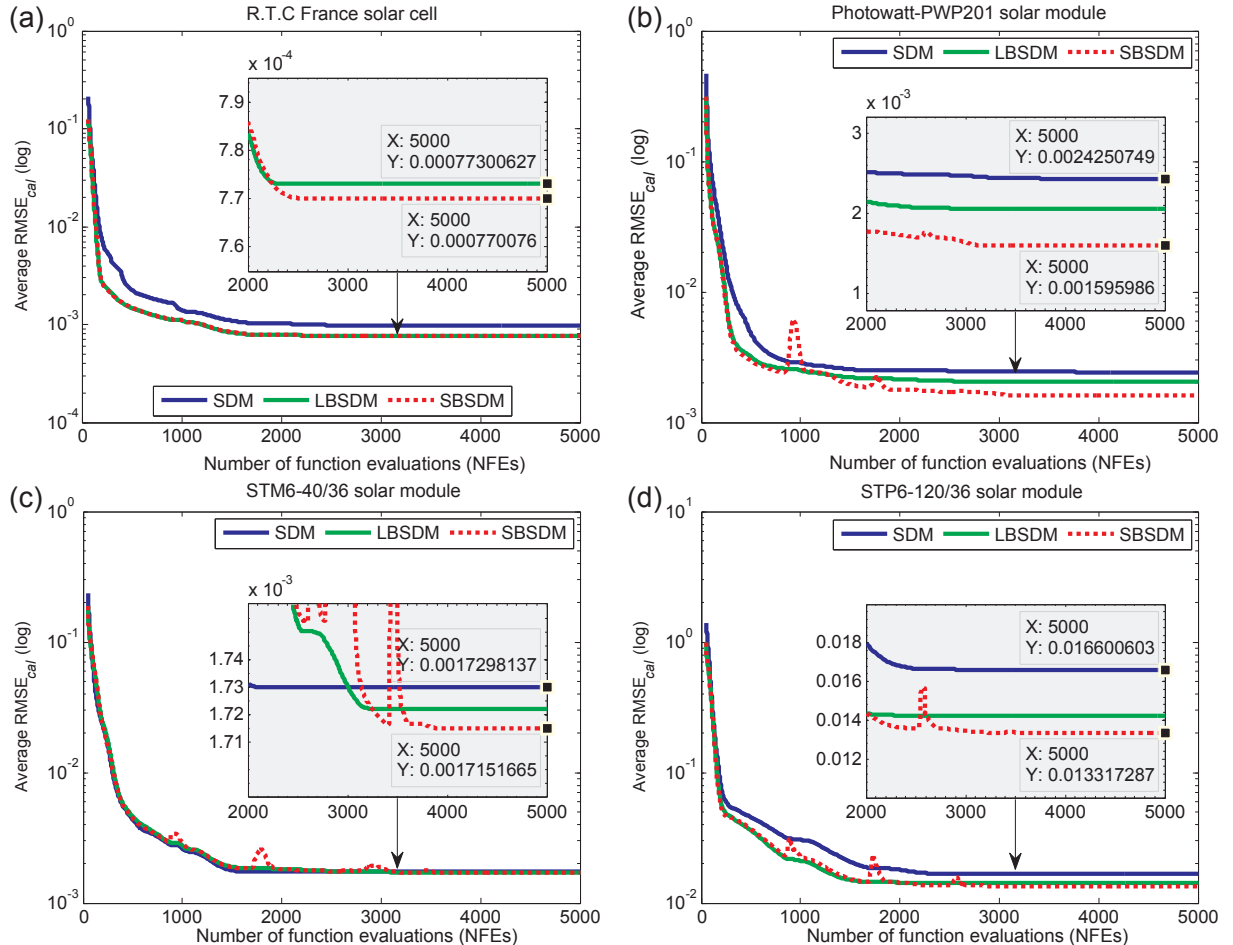 (a)
R.T.C France solar cell
10^0
10^-1
10^-2
10^-3
10^-4
Average RMSE_cal (log)
x 10^-4
7.9
7.8
7.7
7.6
X: 5000
Y: 0.00077300627
X: 5000
Y: 0.000770076
2000 3000 4000 5000
SDM LBSDM SBSDM
0 1000 2000 3000 4000 5000
Number of function evaluations (NFEs)
(b)
Photowatt-PWP201 solar module
SDM LBSDM SBSDM
10^0
10^-1
10^-2
10^-3
Average RMSE_cal (log)
x 10^-3
3
2
1
X: 5000
Y: 0.0024250749
X: 5000
Y: 0.001595986
2000 3000 4000 5000
0 1000 2000 3000 4000 5000
Number of function evaluations (NFEs)
(c)
STM6-40/36 solar module
SDM LBSDM SBSDM
10^0
10^-1
10^-2
10^-3
Average RMSE_cal (log)
x 10^-3
1.74
1.73
1.72
1.71
X: 5000
Y: 0.0017298137
X: 5000
Y: 0.0017151665
2000 3000 4000 5000
0 1000 2000 3000 4000 5000
Number of function evaluations (NFEs)
(d)
STP6-120/36 solar module
SDM LBSDM SBSDM
10^1
10^0
10^-1
10^-2
Average RMSE_cal (log)
0.018
0.016
0.014
0.012
X: 5000
Y: 0.016600603
X: 5000
Y: 0.013317287
2000 3000 4000 5000
0 1000 2000 3000 4000 5000
Number of function evaluations (NFEs)